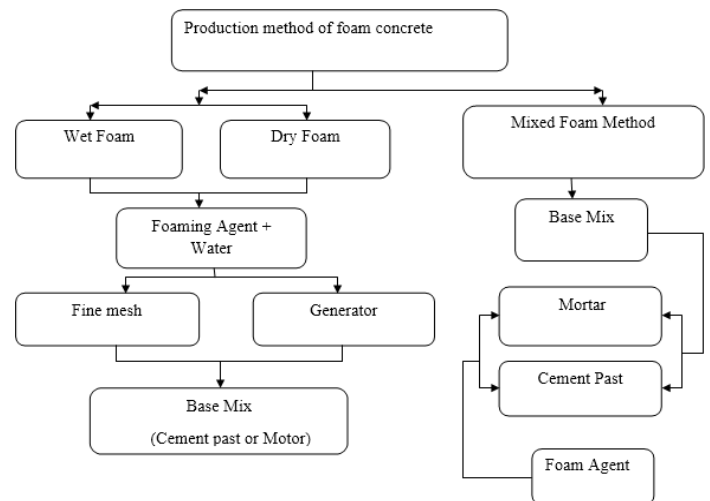 Production method of foam concrete
Wet Foam
Dry Foam
Mixed Foam Method
Foaming Agent +
Water
Base Mix
Fine mesh
Generator
Mortar
Cement Past
Base Mix
(Cement past or Motor)
Foam Agent